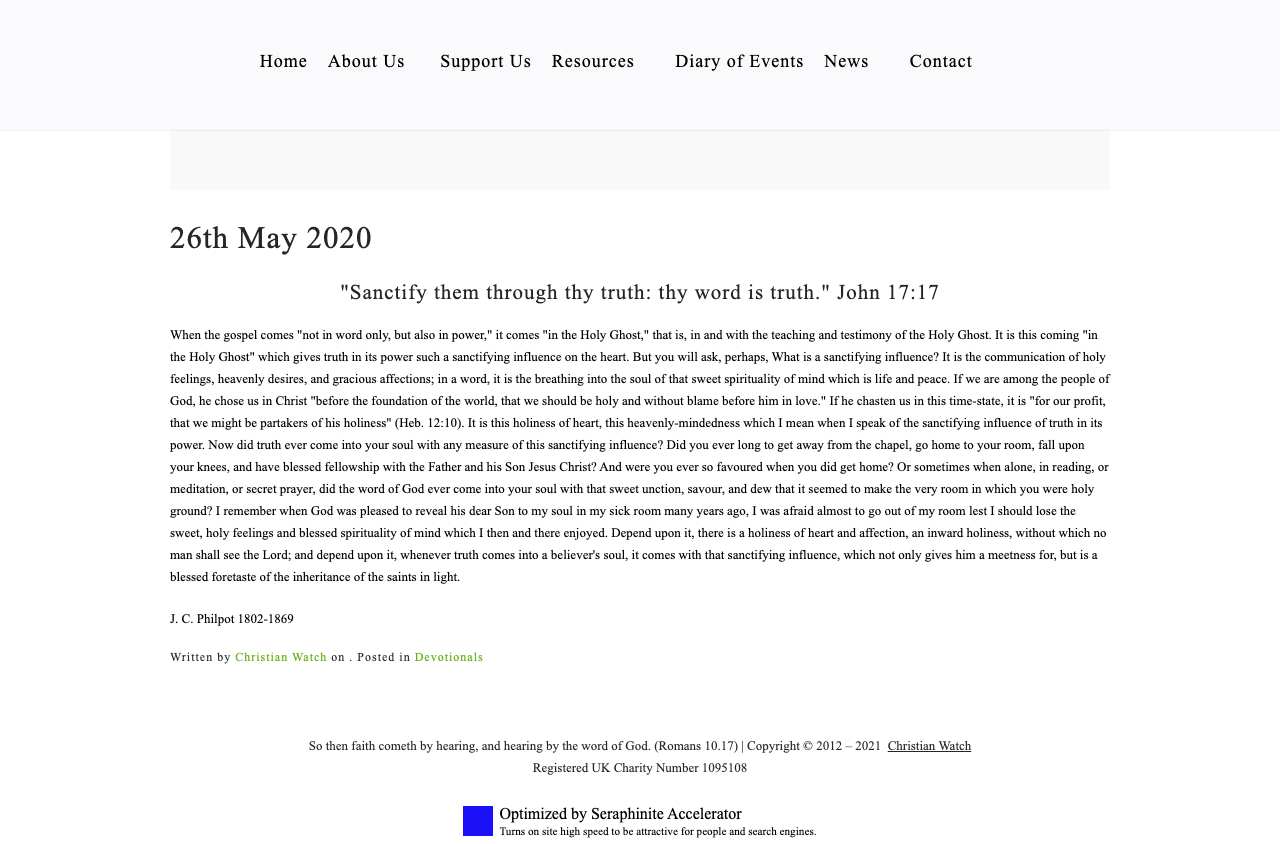 Home About Us Support Us Resources Diary of Events News Contact
26th May 2020
"Sanctify them through thy truth: thy word is truth." John 17:17
When the gospel comes "not in word only, but also in power," it comes "in the Holy Ghost," that is, in and with the teaching and testimony of the Holy Ghost. It is this coming "in
the Holy Ghost" which gives truth in its power such a sanctifying influence on the heart. But you will ask, perhaps, What is a sanctifying influence? It is the communication of holy
feelings, heavenly desires, and gracious affections; in a word, it is the breathing into the soul of that sweet spirituality of mind which is life and peace. If we are among the people of
God, he chose us in Christ "before the foundation of the world, that we should be holy and without blame before him in love." If he chasten us in this time-state, it is "for our profit,
that we might be partakers of his holiness" (Heb. 12:10). It is this holiness of heart, this heavenly-mindedness which I mean when I speak of the sanctifying influence of truth in its
power. Now did truth ever come into your soul with any measure of this sanctifying influence? Did you ever long to get away from the chapel, go home to your room, fall upon
your knees, and have blessed fellowship with the Father and his Son Jesus Christ? And were you ever so favoured when you did get home? Or sometimes when alone, in reading, or
meditation, or secret prayer, did the word of God ever come into your soul with that sweet unction, savour, and dew that it seemed to make the very room in which you were holy
ground? I remember when God was pleased to reveal his dear Son to my soul in my sick room many years ago, I was afraid almost to go out of my room lest I should lose the
sweet, holy feelings and blessed spirituality of mind which I then and there enjoyed. Depend upon it, there is a holiness of heart and affection, an inward holiness, without which no
man shall see the Lord; and depend upon it, whenever truth comes into a believer's soul, it comes with that sanctifying influence, which not only gives him a meetness for, but is a
blessed foretaste of the inheritance of the saints in light.
J. C. Philpot 1802-1869
Written by Christian Watch on . Posted in Devotionals
So then faith cometh by hearing, and hearing by the word of God. (Romans 10.17) | Copyright © 2012 – 2021 Christian Watch
Registered UK Charity Number 1095108
Optimized by Seraphinite Accelerator
Turns on site high speed to be attractive for people and search engines.